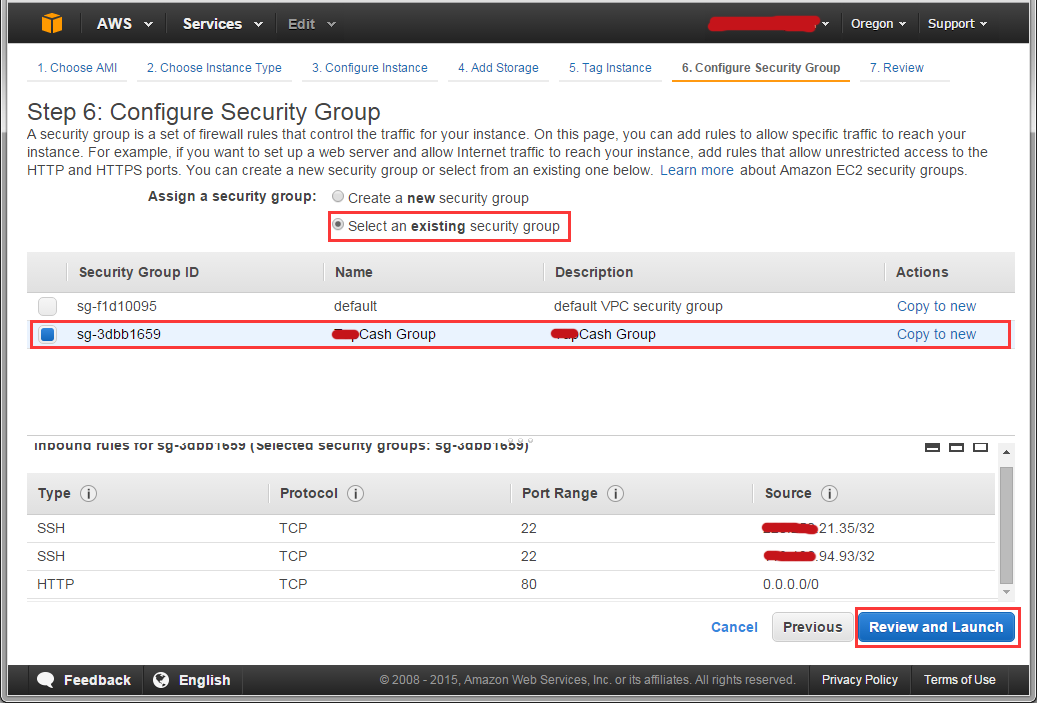 AWS Services Edit Oregon Support
1. Choose AMI 2. Choose Instance Type 3. Configure Instance 4. Add Storage 5. Tag Instance 6. Configure Security Group 7. Review
Step 6: Configure Security Group
A security group is a set of firewall rules that control the traffic for your instance. On this page, you can add rules to allow specific traffic to reach your
instance. For example, if you want to set up a web server and allow Internet traffic to reach your instance, add rules that allow unrestricted access to the
HTTP and HTTPS ports. You can create a new security group or select from an existing one below. Learn more about Amazon EC2 security groups.
Assign a security group: Create a new security group
Select an existing security group
Security Group ID Name Description Actions
sg-f1d10095 default default VPC security group Copy to new
sg-3dbb1659 Cash Group Cash Group Copy to new
Inbound rules for sg-3dbb1659 (Selected security groups: sg-3dbb1659)
Type Protocol Port Range Source
SSH TCP 22 .21.35/32
SSH TCP 22 .94.93/32
HTTP TCP 80 0.0.0.0/0
Cancel Previous Review and Launch
Feedback English © 2008 - 2015, Amazon Web Services, Inc. or its affiliates. All rights reserved. Privacy Policy Terms of Use